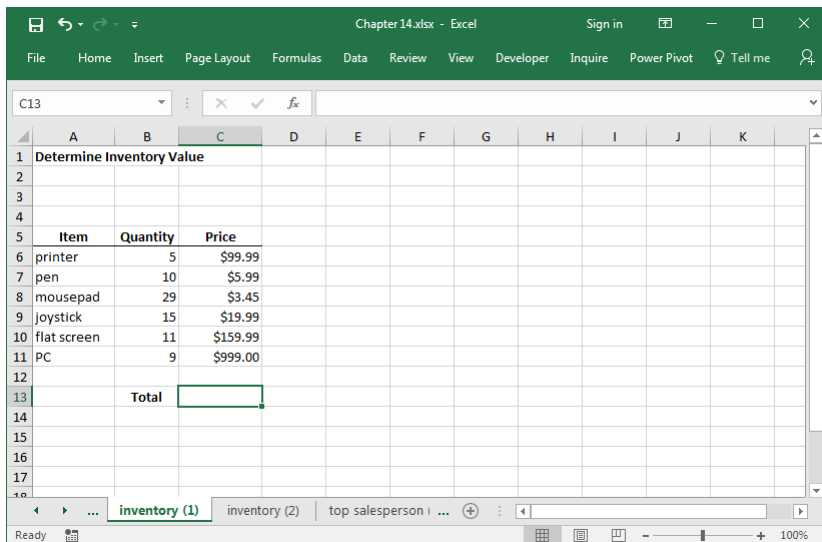 Chapter 14.xlsx - Excel Sign in
File Home Insert Page Layout Formulas Data Review View Developer Inquire Power Pivot Tell me
C13 fx
A B C D E F G H I J K
1 Determine Inventory Value
2
3
4
5 Item Quantity Price
6 printer 5 $99.99
7 pen 10 $5.99
8 mousepad 29 $3.45
9 joystick 15 $19.99
10 flat screen 11 $159.99
11 PC 9 $999.00
12
13 Total
14
15
16
17
18
... inventory (1) inventory (2) top salesperson ( ...
Ready 100%